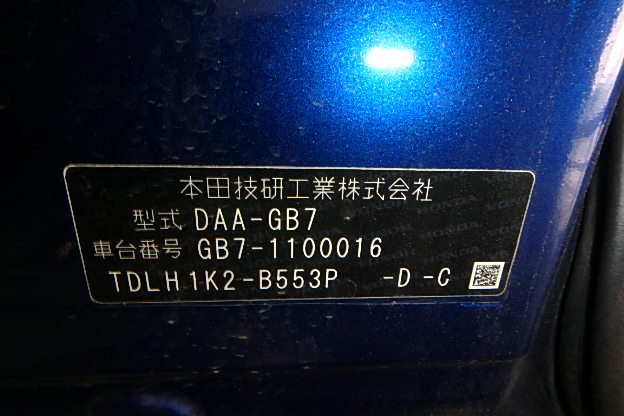 本田技研工業株式会社
型式 DAA-GB7
車台番号 GB7-1100016
TDLH1K2-B553P -D-C